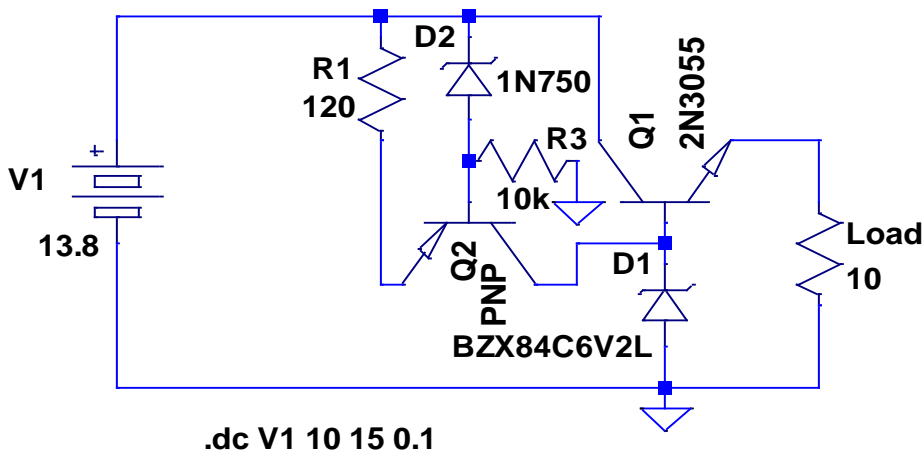 D2
R1
120
1N750
Q1
2N3055
+
V1
13.8
R3
10k
Q2
PNP
D1
BZX84C6V2L
Load
10
.dc V1 10 15 0.1